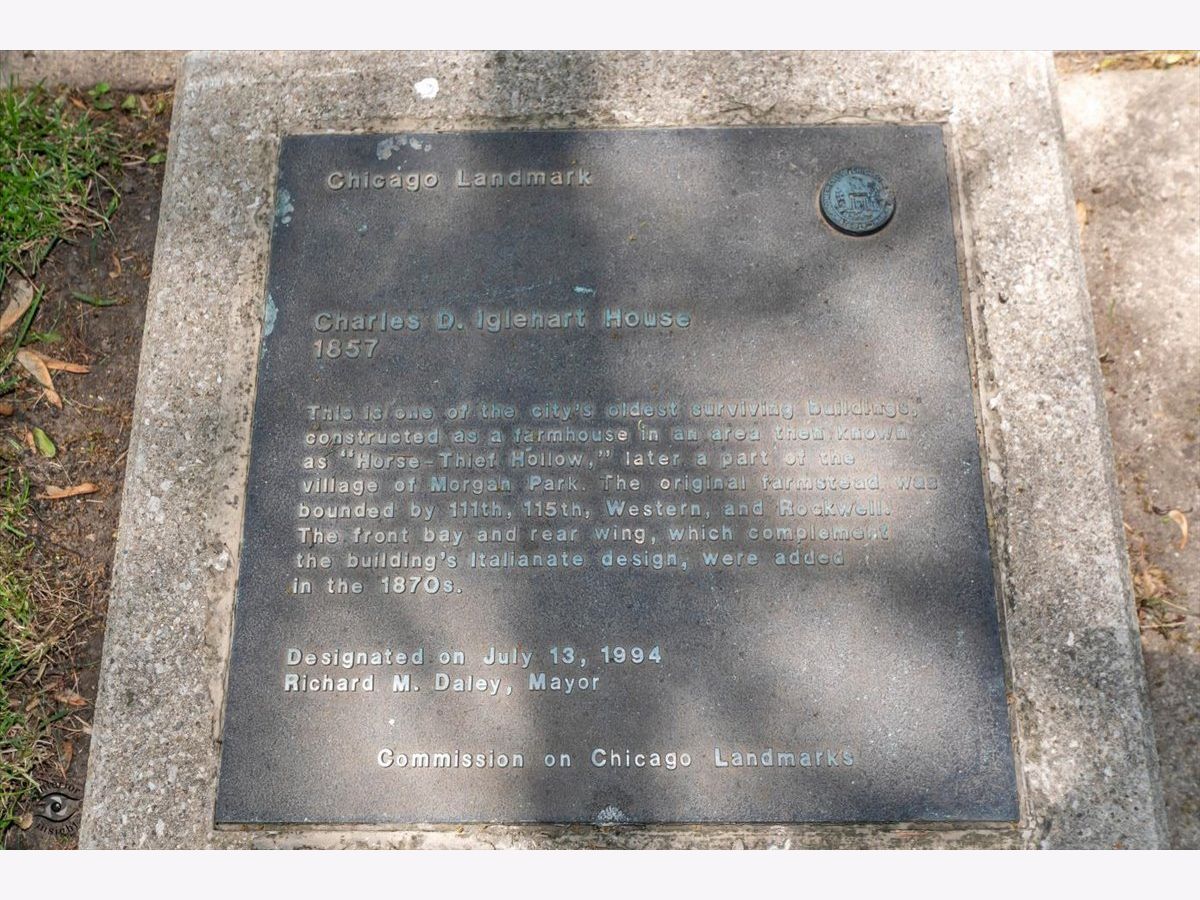 Chicago Landmark
Charles D. Iglehart House
1857
This is one of the city's oldest surviving buildings,
constructed as a farmhouse in an area then known
as "Horse-Thief Hollow," later a part of the
village of Morgan Park. The original farmstead was
bounded by 111th, 115th, Western, and Rockwell.
The front bay and rear wing, which complement
the building's Italianate design, were added
in the 1870s.
Designated on July 13, 1994
Richard M. Daley, Mayor
Commission on Chicago Landmarks
interior
insight